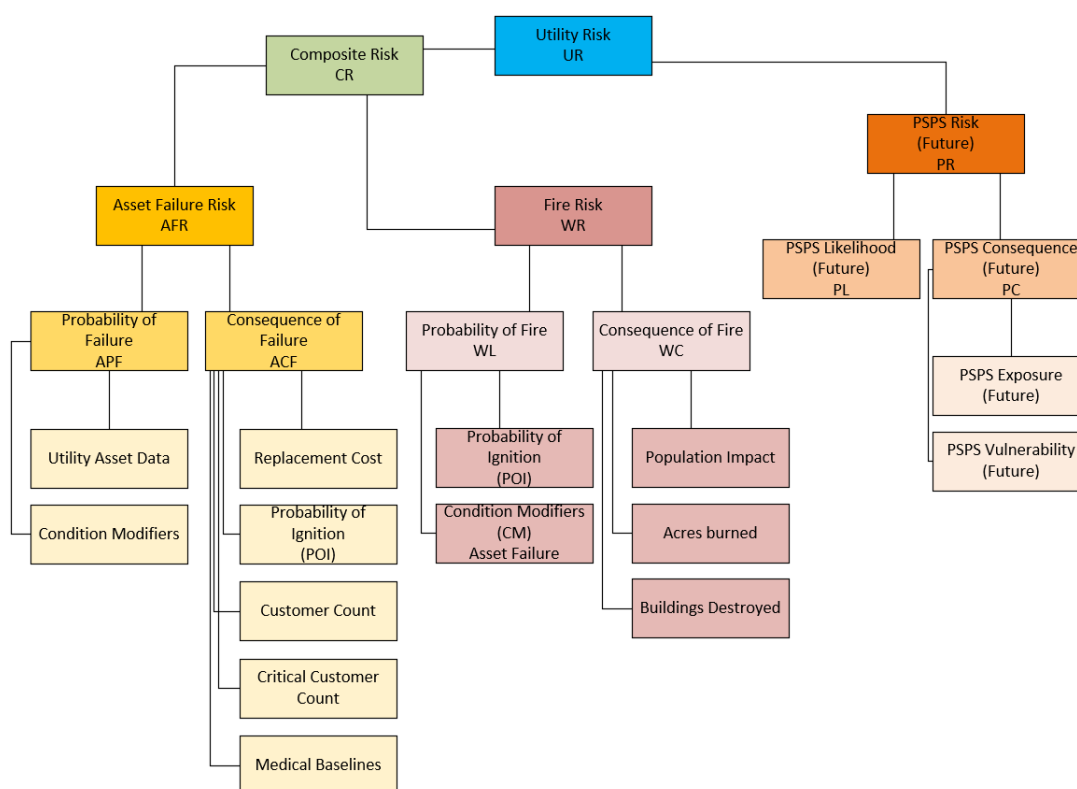 Utility Risk
UR
Composite Risk
CR
PSPS Risk
(Future)
PR
Asset Failure Risk
AFR
Fire Risk
WR
PSPS Likelihood
(Future)
PL
PSPS Consequence
(Future)
PC
Probability of
Failure
APF
Consequence of
Failure
ACF
Probability of Fire
WL
Consequence of Fire
WC
PSPS Exposure
(Future)
Utility Asset Data
Replacement Cost
Probability of
Ignition
(POI)
Population Impact
PSPS Vulnerability
(Future)
Condition Modifiers
Probability of
Ignition
(POI)
Condition Modifiers
(CM)
Asset Failure
Acres burned
Customer Count
Buildings Destroyed
Critical Customer
Count
Medical Baselines